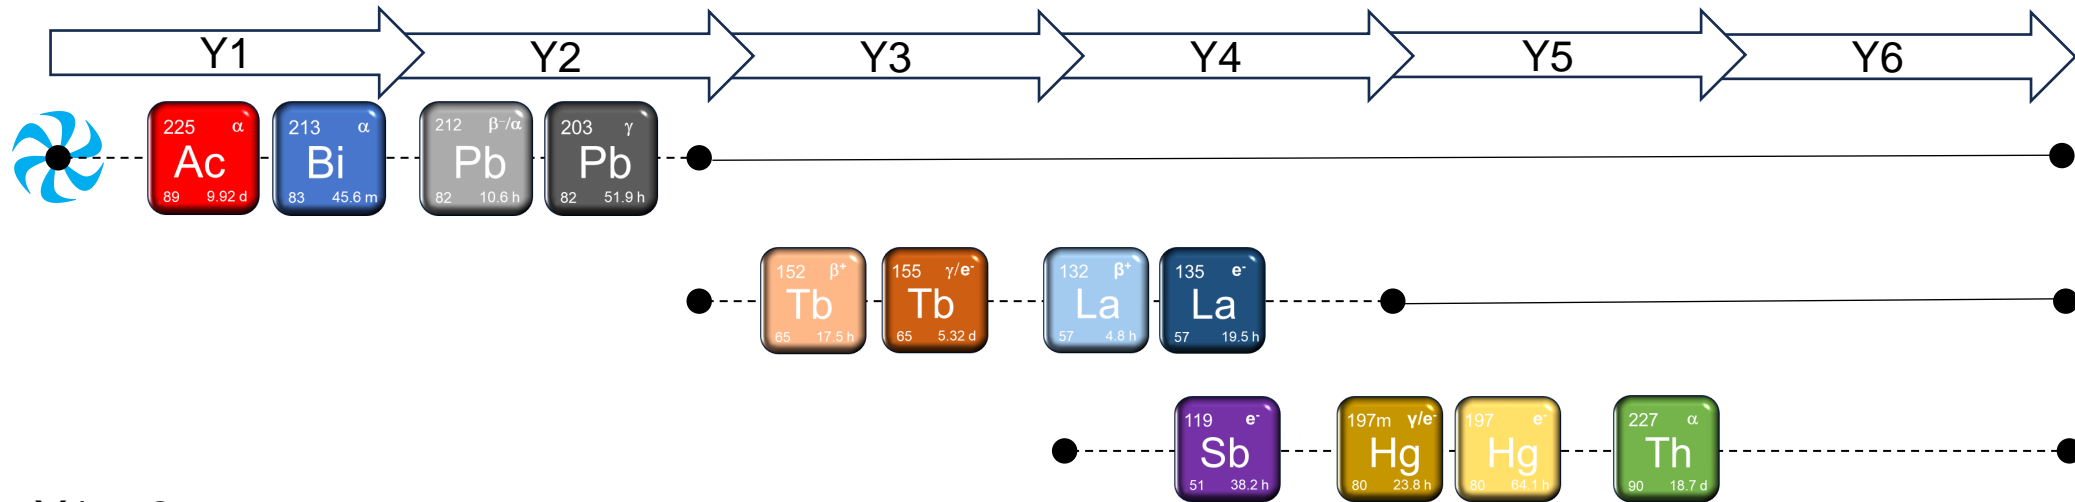 Y1 Y2 Y3 Y4 Y5 Y6
225 α 213 α 212 β⁻/α 203 γ
Ac Bi Pb Pb
89 9.92 d 83 45.6 m 82 10.6 h 82 51.9 h
152 β⁺ 155 γ/e⁻ 132 β⁺ 135 e⁻
Tb Tb La La
65 17.5 h 65 5.32 d 57 4.8 h 57 19.5 h
119 e⁻ 197m γ/e⁻ 197 e⁻ 227 α
Sb Hg Hg Th
51 38.2 h 80 23.8 h 80 64.1 h 90 18.7 d